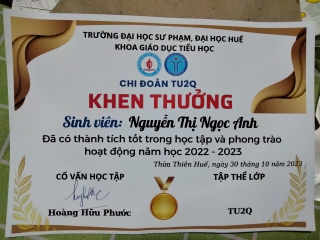 TRƯỜNG ĐẠI HỌC SƯ PHẠM, ĐẠI HỌC HUẾ
KHOA GIÁO DỤC TIỂU HỌC
CHI ĐOÀN TU2Q
KHEN THƯỞNG
Sinh viên: Nguyễn Thị Ngọc Anh
Đã có thành tích tốt trong học tập và phong trào
hoạt động năm học 2022 - 2023
Thừa Thiên Huế, ngày 30 tháng 10 năm 2023
CỐ VẤN HỌC TẬP
TẬP THỂ LỚP
Hoàng Hữu Phước
TU2Q